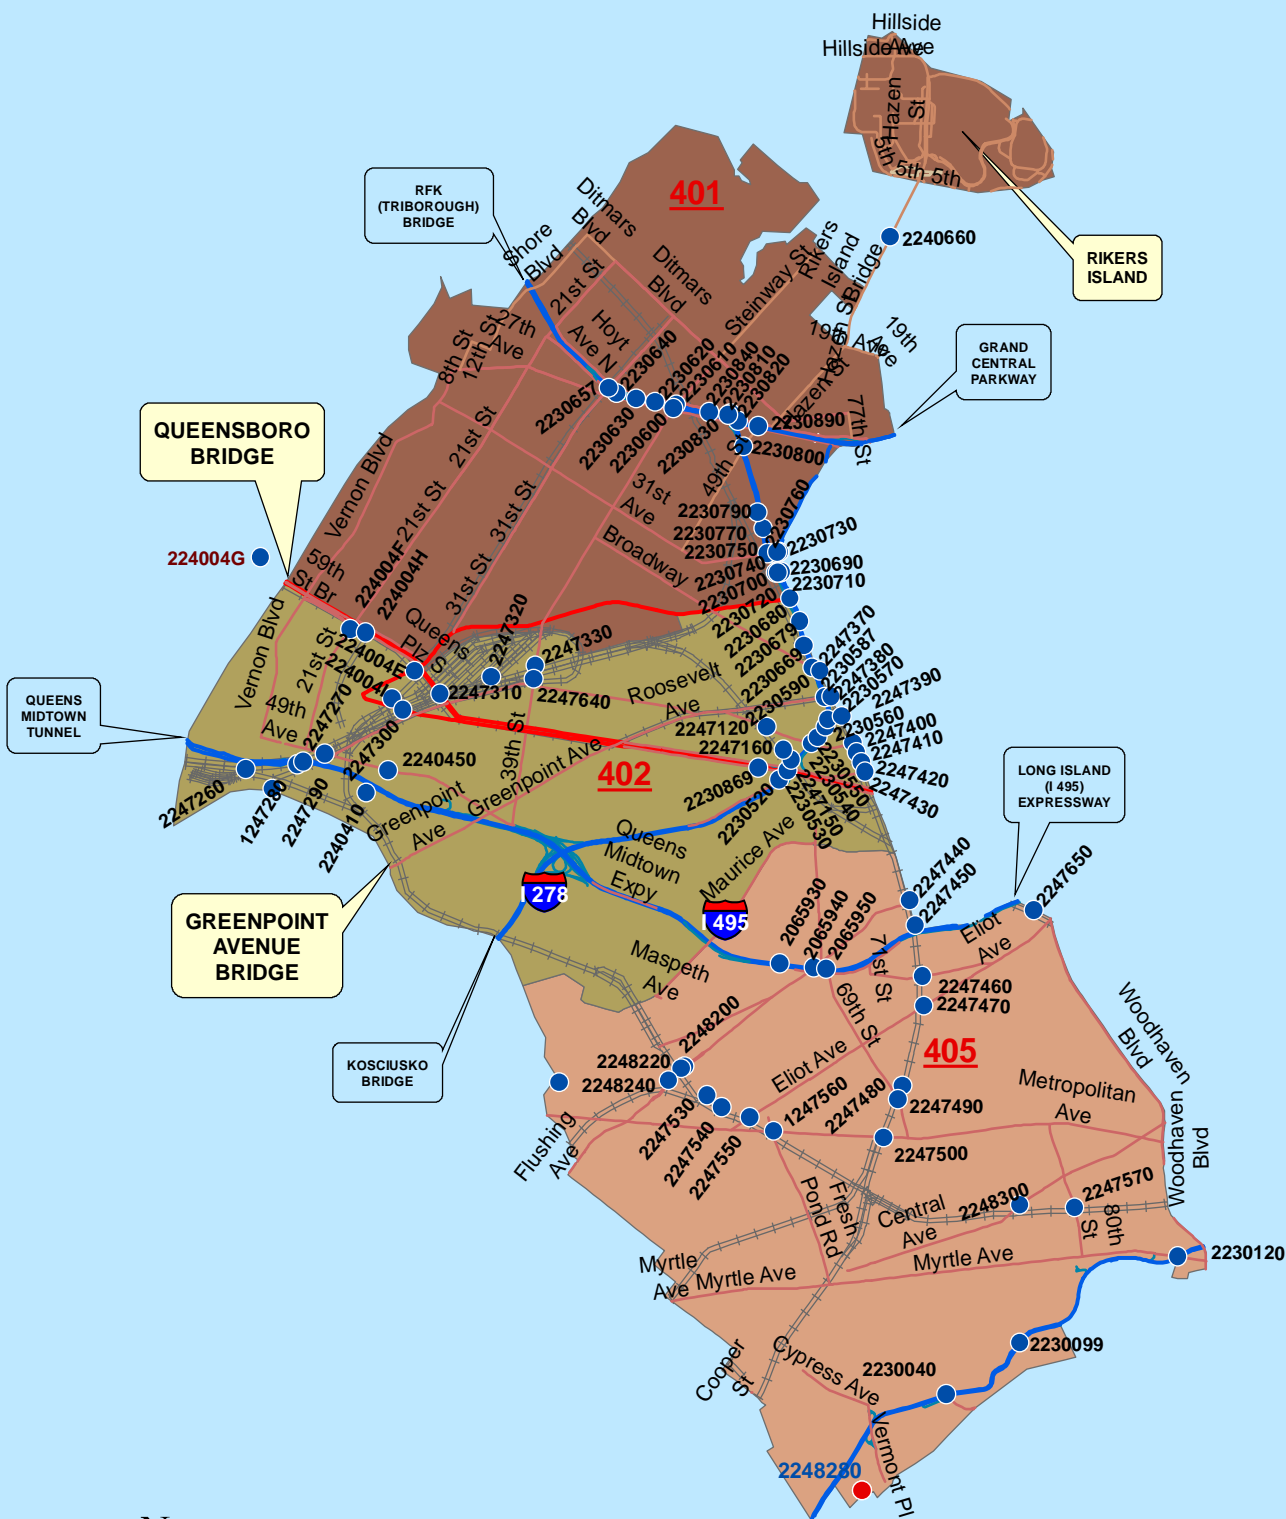 Hillside
Ave
Hillside Ave
Hazen
St
5th
5th
5th
401
RFK
(TRIBOROUGH)
BRIDGE
Ditmars
Blvd
Shore
Blvd
Ditmars
Blvd
Steinway St
Rikers
Island
Bridge
2240660
RIKERS
ISLAND
21st St
27th
Ave
Hoyt
Ave N
8th St
12th St
Hazen St
19th Ave
19th
Ave
GRAND
CENTRAL
PARKWAY
2230640
2230620
2230610
2230840
2230810
2230820
2230657
2230630
2230600
2230830
Hazen St
2230890
2230800
77th
St
QUEENSBORO
BRIDGE
Vernon Blvd
21st St
21st St
31st St
31st St
31st
Ave
49th St
Broadway
2230790
2230770
2230760
2230750
2230730
2230740
2230690
2230700
2230710
2230720
224004G
59th
St Br
224004F
224004H
Queens
Plz S
224004E
224004I
2247320
2247330
2247310
2247640
2230680
2230679
2230669
2230590
2247370
2230587
2247380
2230570
2247390
2230560
2247400
2247410
2247420
2247430
Vernon Blvd
21st St
49th
Ave
2247270
2247300
Roosevelt
Ave
2247120
2247160
2230869
2230520
2230550
2230540
2247150
2230530
QUEENS
MIDTOWN
TUNNEL
2247260
1247280
2247290
2240410
2240450
39th St
Greenpoint Ave
Greenpoint
Ave
402
LONG ISLAND
(I 495)
EXPRESSWAY
Queens
Midtown
Expy
Maurice Ave
I 278
I 495
2247440
2247450
2247650
GREENPOINT
AVENUE
BRIDGE
2065930
2065940
2065950
71st St
Eliot
Ave
Maspeth
Ave
69th St
2247460
2247470
Woodhaven
Blvd
KOSCIUSKO
BRIDGE
2248200
2248220
2248240
Eliot Ave
405
1247560
2247480
2247490
Metropolitan
Ave
Flushing
Ave
2247530
2247540
2247550
2247500
Woodhaven
Blvd
Fresh
Pond Rd
Central
Ave
2248300
2247570
80th
St
Myrtle
Ave
Myrtle Ave
Myrtle Ave
2230120
Cooper
St
Cypress Ave
2230099
2230040
2248280
Vermont Pl